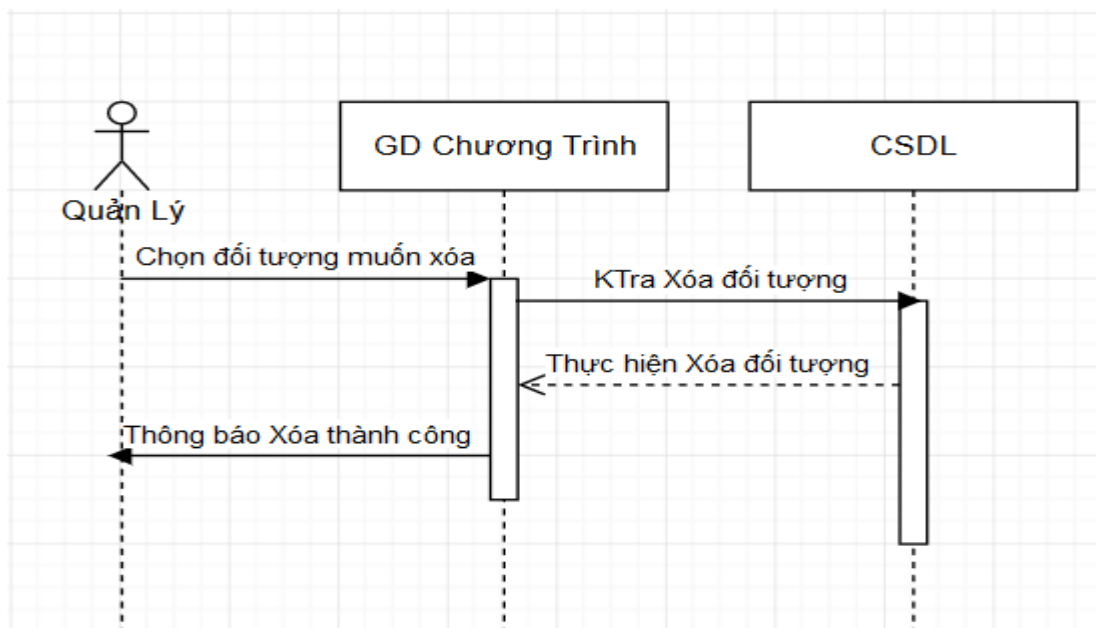 GD Chương Trình
CSDL
Quản Lý
Chọn đối tượng muốn xóa
KTra Xóa đối tượng
Thực hiện Xóa đối tượng
Thông báo Xóa thành công